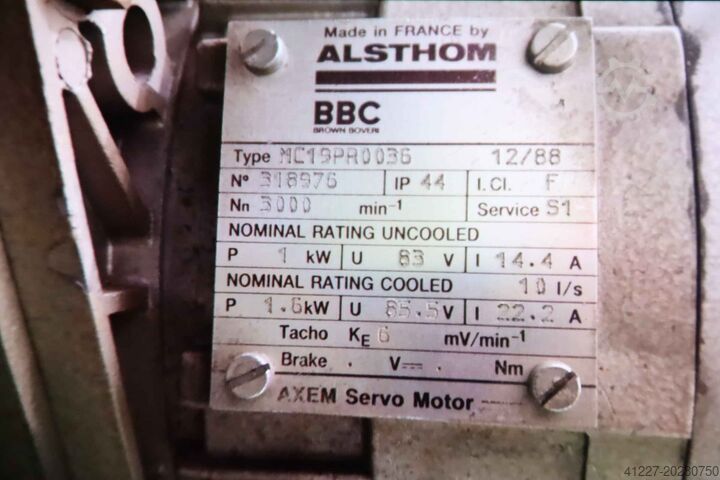 Made in FRANCE by
ALSTHOM
BBC
BROWN BOVERI
Type MC19PR0036 12/88
N° 318976 IP 44 I.Cl. F
Nn 3000 min-1 Service S1
NOMINAL RATING UNCOOLED
P 1 kW U 83 V I 14.4 A
NOMINAL RATING COOLED 10 l/s
P 1.6kW U 85.5V I 22.2 A
Tacho KE 6 mV/min-1
Brake . V⎓ . Nm
AXEM Servo Motor
41227-20230750